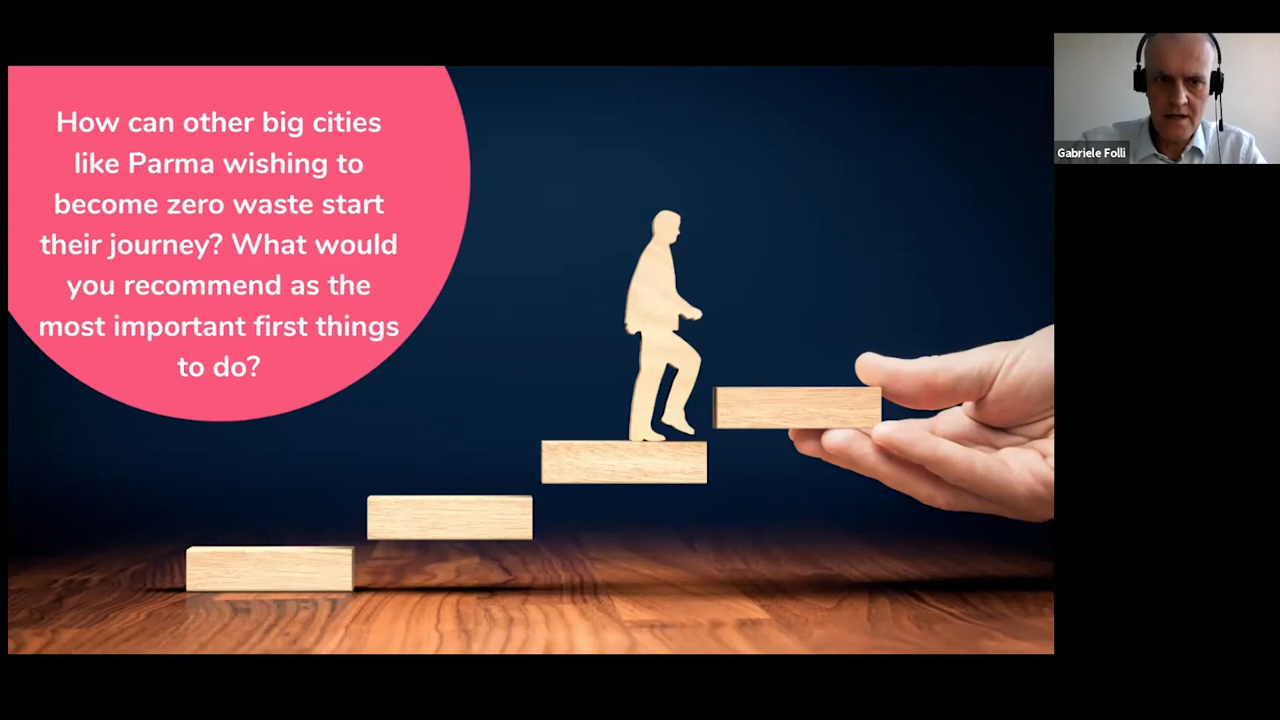 How can other big cities
like Parma wishing to
become zero waste start
their journey? What would
you recommend as the
most important first things
to do?
Gabriele Folli